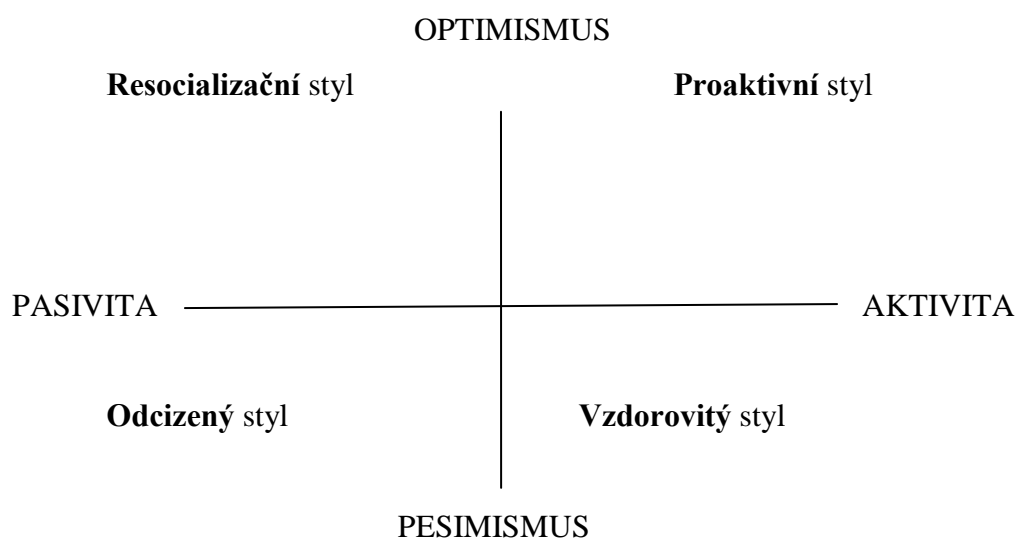 OPTIMISMUS
Resocializační styl
Proaktivní styl
PASIVITA
AKTIVITA
Odcizený styl
Vzdorovitý styl
PESIMISMUS